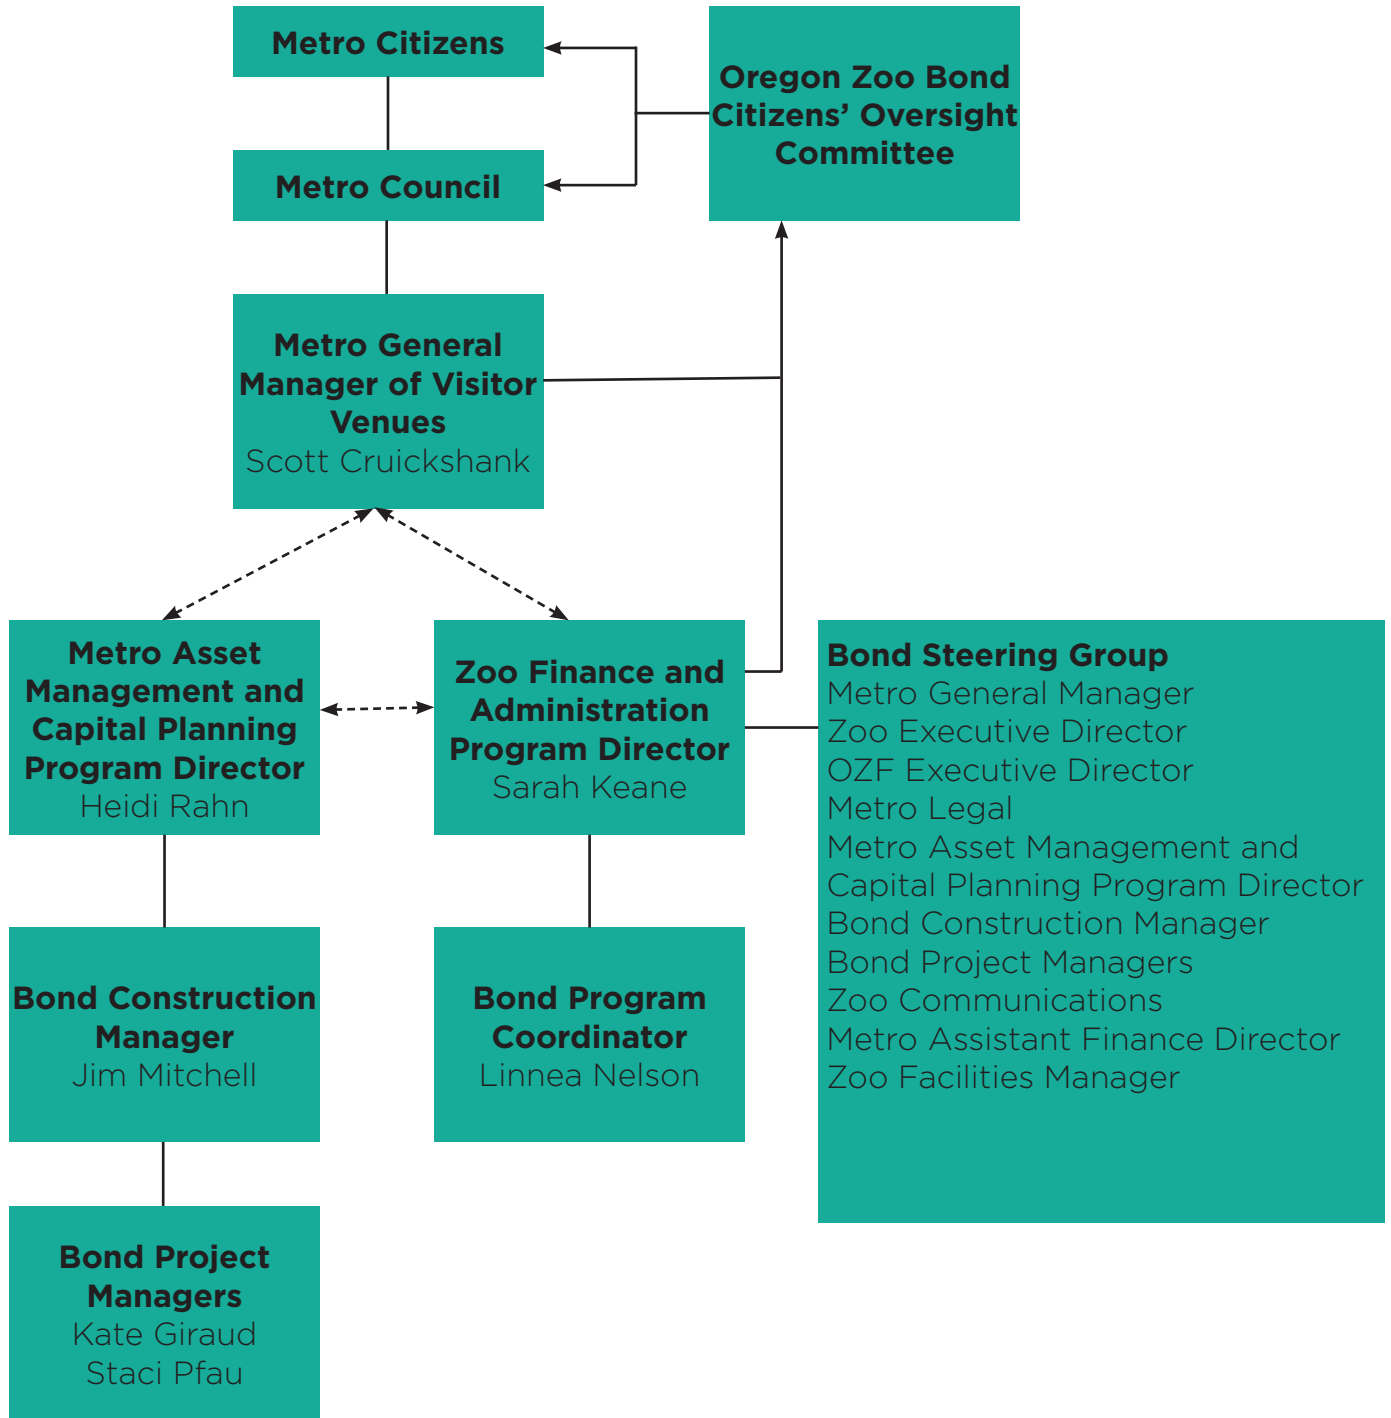 Metro Citizens
Oregon Zoo Bond
Citizens’ Oversight
Committee
Metro Council
Metro General
Manager of Visitor
Venues
Scott Cruickshank
Metro Asset
Management and
Capital Planning
Program Director
Heidi Rahn
Zoo Finance and
Administration
Program Director
Sarah Keane
Bond Steering Group
Metro General Manager
Zoo Executive Director
OZF Executive Director
Metro Legal
Metro Asset Management and
Capital Planning Program Director
Bond Construction Manager
Bond Project Managers
Zoo Communications
Metro Assistant Finance Director
Zoo Facilities Manager
Bond Construction
Manager
Jim Mitchell
Bond Program
Coordinator
Linnea Nelson
Bond Project
Managers
Kate Giraud
Staci Pfau